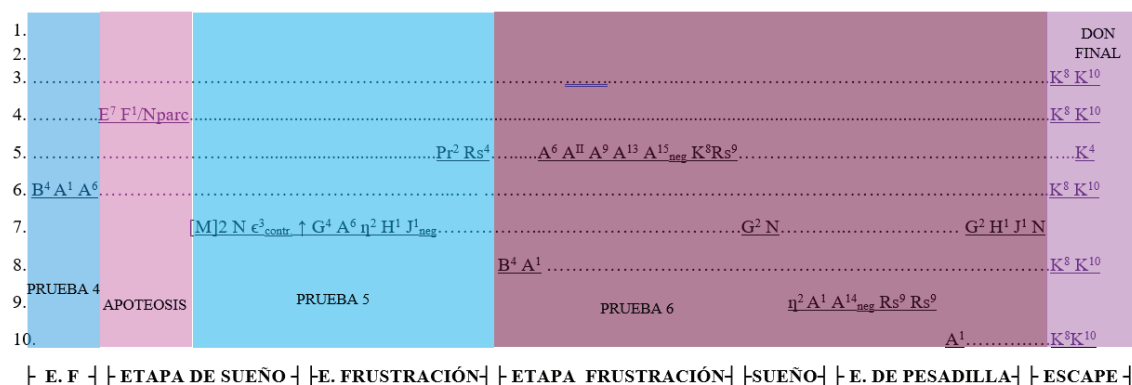 1. DON
2. FINAL
3. ........ K⁸ K¹⁰
4. ........ E⁷ F¹/Nparc ........ K⁸ K¹⁰
5. ........ Pr² Rs⁴ ........ A⁶ Aᴵᴵ A⁹ A¹³ A¹⁵neg K⁸Rs⁹ ........ K⁴
6. B⁴ A¹ A⁶ ........ K⁸ K¹⁰
7. ........ [M]2 N ϵ³contr. ↑ G⁴ A⁶ η² H¹ J¹neg ........ G² N ........ G² H¹ J¹ N
8. B⁴ A¹ ........ K⁸ K¹⁰
PRUEBA 4
9. APOTEOSIS PRUEBA 5 PRUEBA 6 η² A¹ A¹⁴neg Rs⁹ Rs⁹
10. A¹ ........ K⁸K¹⁰
├ E. F ┤├ ETAPA DE SUEÑO ┤├E. FRUSTRACIÓN┤├ ETAPA FRUSTRACIÓN┤├SUEÑO┤├ E. DE PESADILLA┤├ ESCAPE ┤